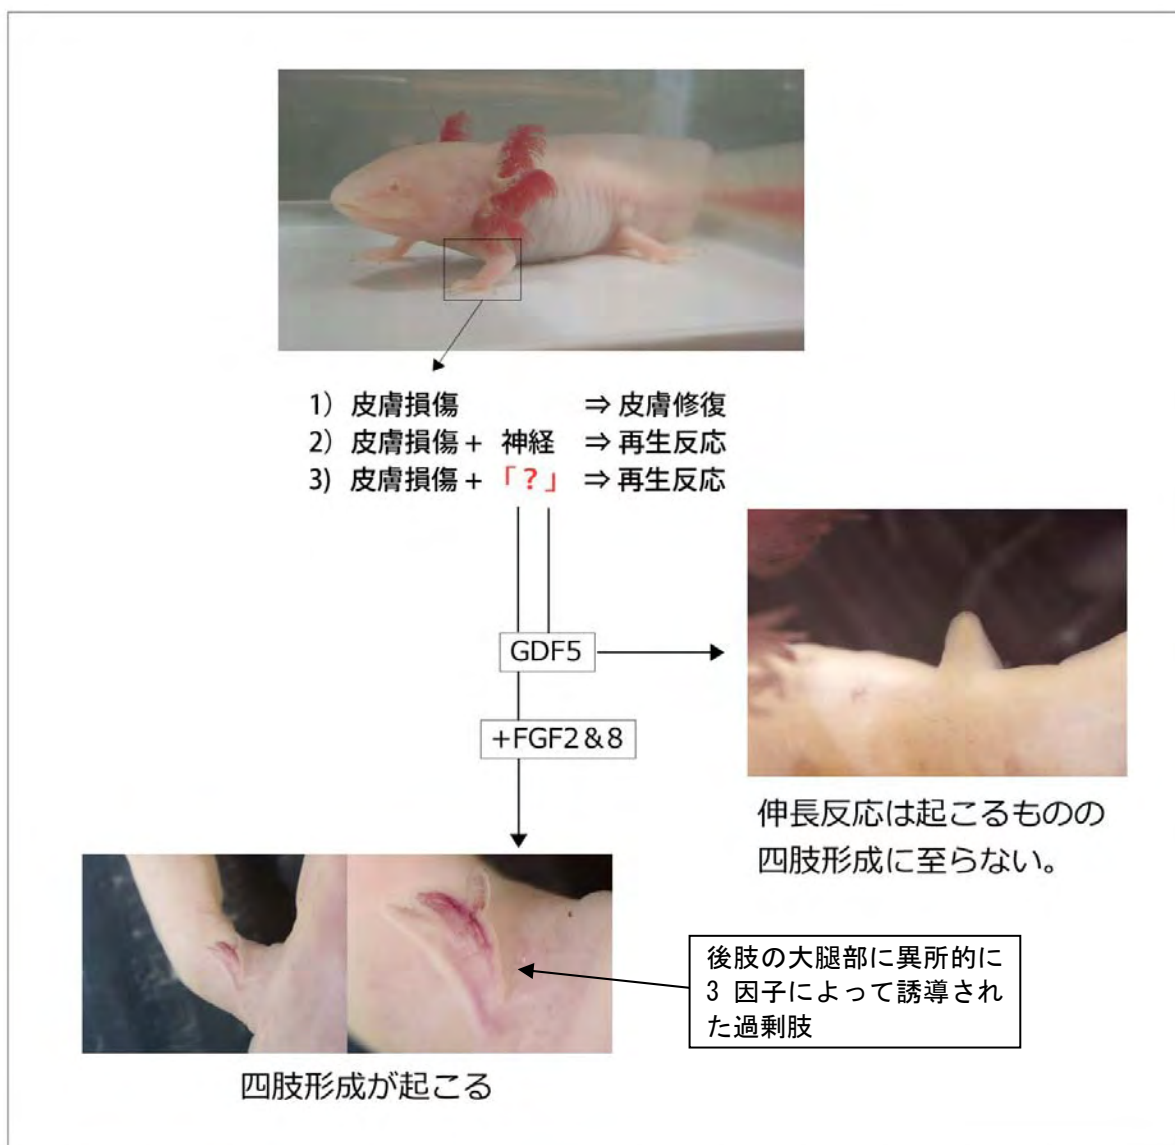 1) 皮膚損傷 ⇒ 皮膚修復
2) 皮膚損傷 + 神経 ⇒ 再生反応
3) 皮膚損傷 + 「?」 ⇒ 再生反応
GDF5
+FGF2&8
伸長反応は起こるものの
四肢形成に至らない。
後肢の大腿部に異所的に
3 因子によって誘導され
た過剰肢
四肢形成が起こる